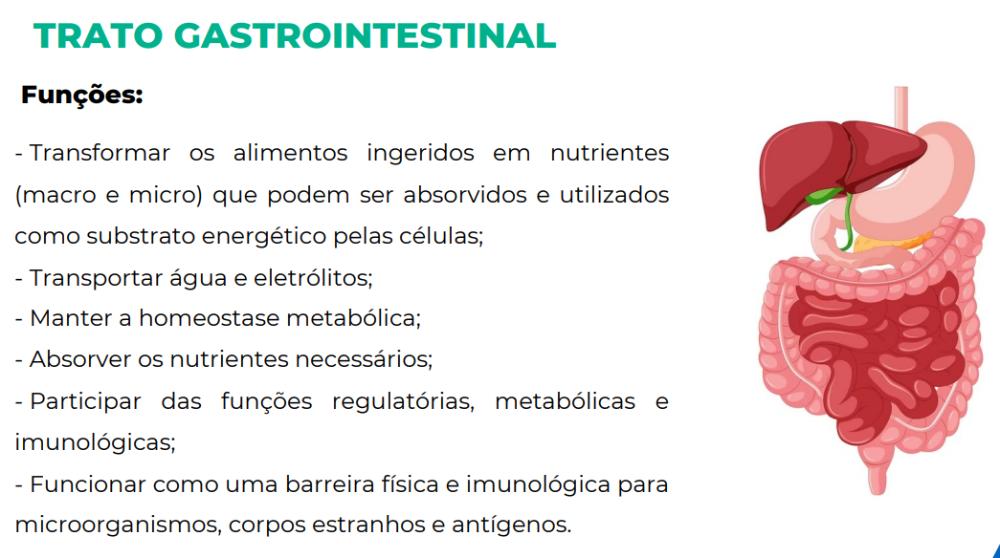 TRATO GASTROINTESTINAL
Funções:
- Transformar os alimentos ingeridos em nutrientes
(macro e micro) que podem ser absorvidos e utilizados
como substrato energético pelas células;
- Transportar água e eletrólitos;
- Manter a homeostase metabólica;
- Absorver os nutrientes necessários;
- Participar das funções regulatórias, metabólicas e
imunológicas;
- Funcionar como uma barreira física e imunológica para
microorganismos, corpos estranhos e antígenos.